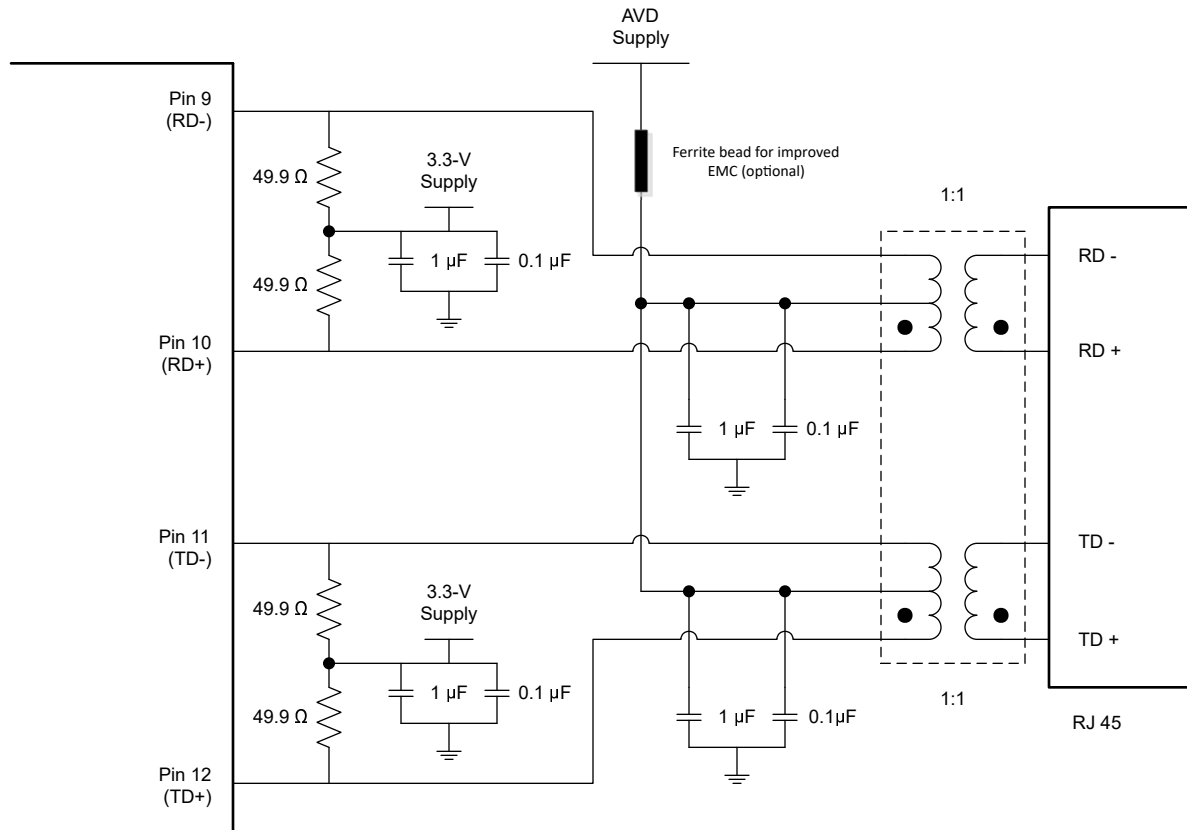 AVD
Supply
Pin 9
(RD-)
Ferrite bead for improved
EMC (optional)
49.9 Ω
3.3-V
Supply
1:1
1 µF
0.1 µF
RD -
49.9 Ω
Pin 10
(RD+)
RD +
1 µF
0.1 µF
Pin 11
(TD-)
TD -
49.9 Ω
3.3-V
Supply
TD +
1 µF
0.1 µF
49.9 Ω
1 µF
0.1µF
1:1
RJ 45
Pin 12
(TD+)